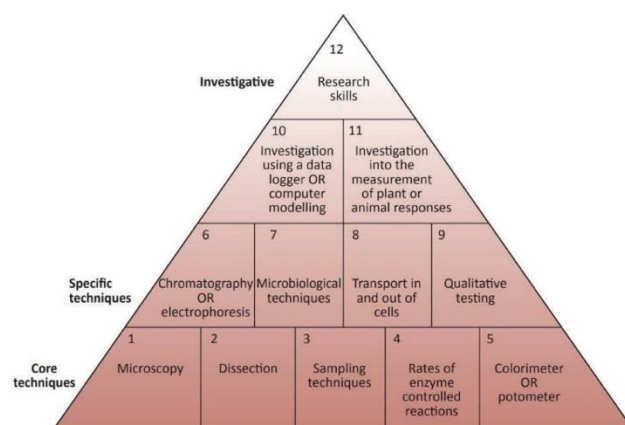 12
Investigative
Research
skills
10
11
Investigation
using a data
logger OR
computer
modelling
Investigation
into the
measurement
of plant or
animal responses
6
7
8
9
Specific
techniques
Chromatography
OR
electrophoresis
Microbiological
techniques
Transport in
and out of
cells
Qualitative
testing
1
2
3
4
5
Core
techniques
Microscopy
Dissection
Sampling
techniques
Rates of
enzyme
controlled
reactions
Colorimeter
OR
potometer